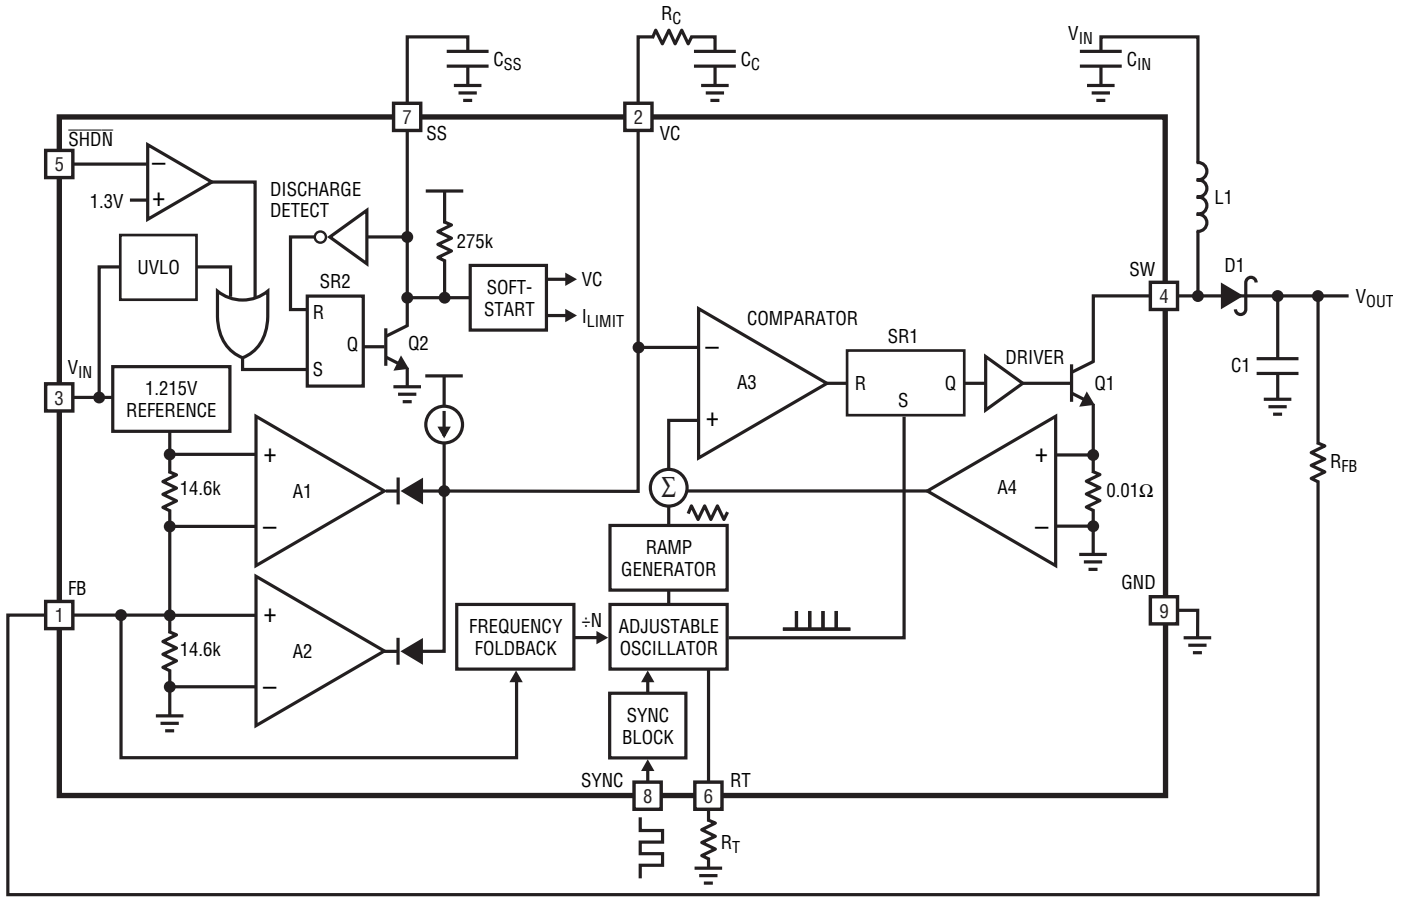 RC
CC
CSS
VIN
CIN
7
SS
2
VC
SHDN
5
1.3V
−
+
DISCHARGE
DETECT
275k
L1
UVLO
SR2
R
Q
S
Q2
SOFT-
START
VC
ILIMIT
SW
4
D1
VOUT
C1
COMPARATOR
−
A3
+
SR1
R
Q
S
DRIVER
Q1
VIN
3
1.215V
REFERENCE
14.6k
+
A1
−
Σ
+
A4
−
0.01Ω
RFB
RAMP
GENERATOR
FB
1
14.6k
+
A2
−
FREQUENCY
FOLDBACK
÷N
ADJUSTABLE
OSCILLATOR
GND
9
SYNC
BLOCK
SYNC
8
6
RT
RT